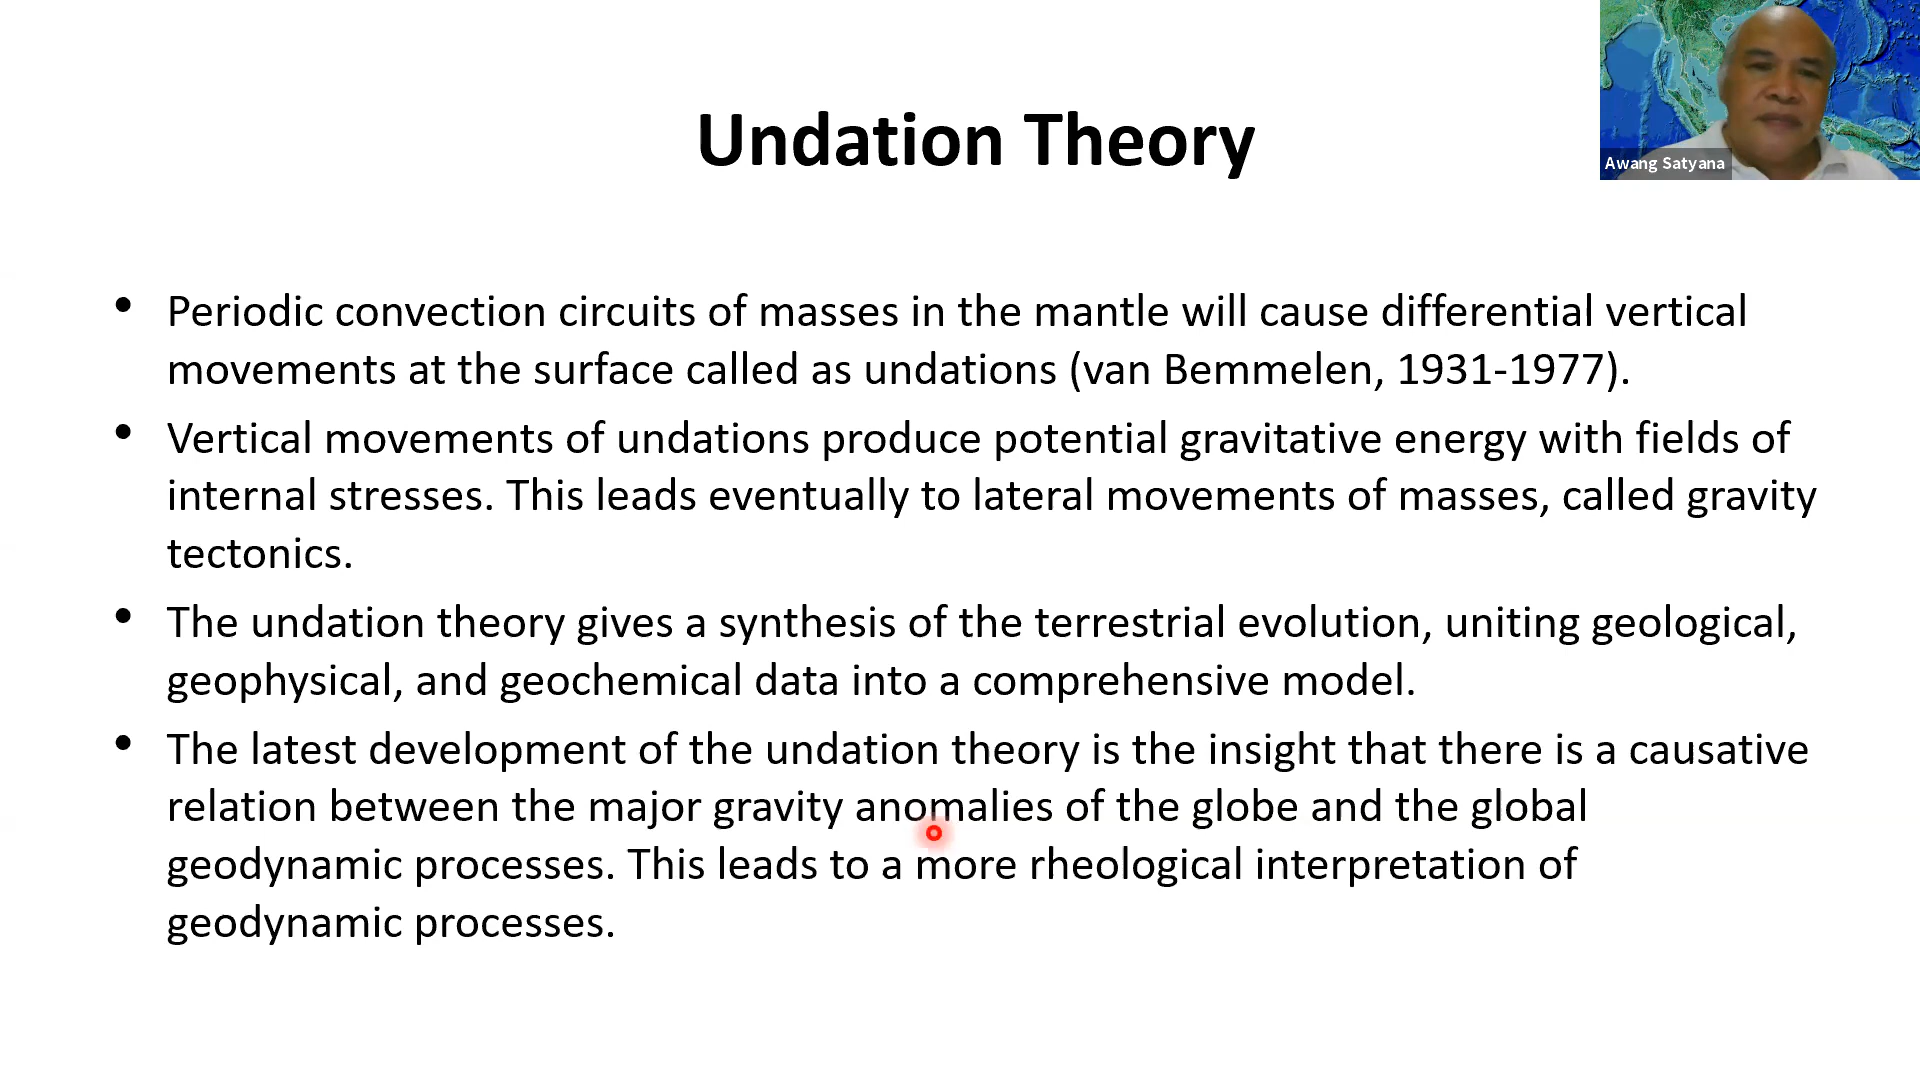 Undation Theory
Awang Satyana
• Periodic convection circuits of masses in the mantle will cause differential vertical
movements at the surface called as undations (van Bemmelen, 1931-1977).
• Vertical movements of undations produce potential gravitative energy with fields of
internal stresses. This leads eventually to lateral movements of masses, called gravity
tectonics.
• The undation theory gives a synthesis of the terrestrial evolution, uniting geological,
geophysical, and geochemical data into a comprehensive model.
• The latest development of the undation theory is the insight that there is a causative
relation between the major gravity anomalies of the globe and the global
geodynamic processes. This leads to a more rheological interpretation of
geodynamic processes.